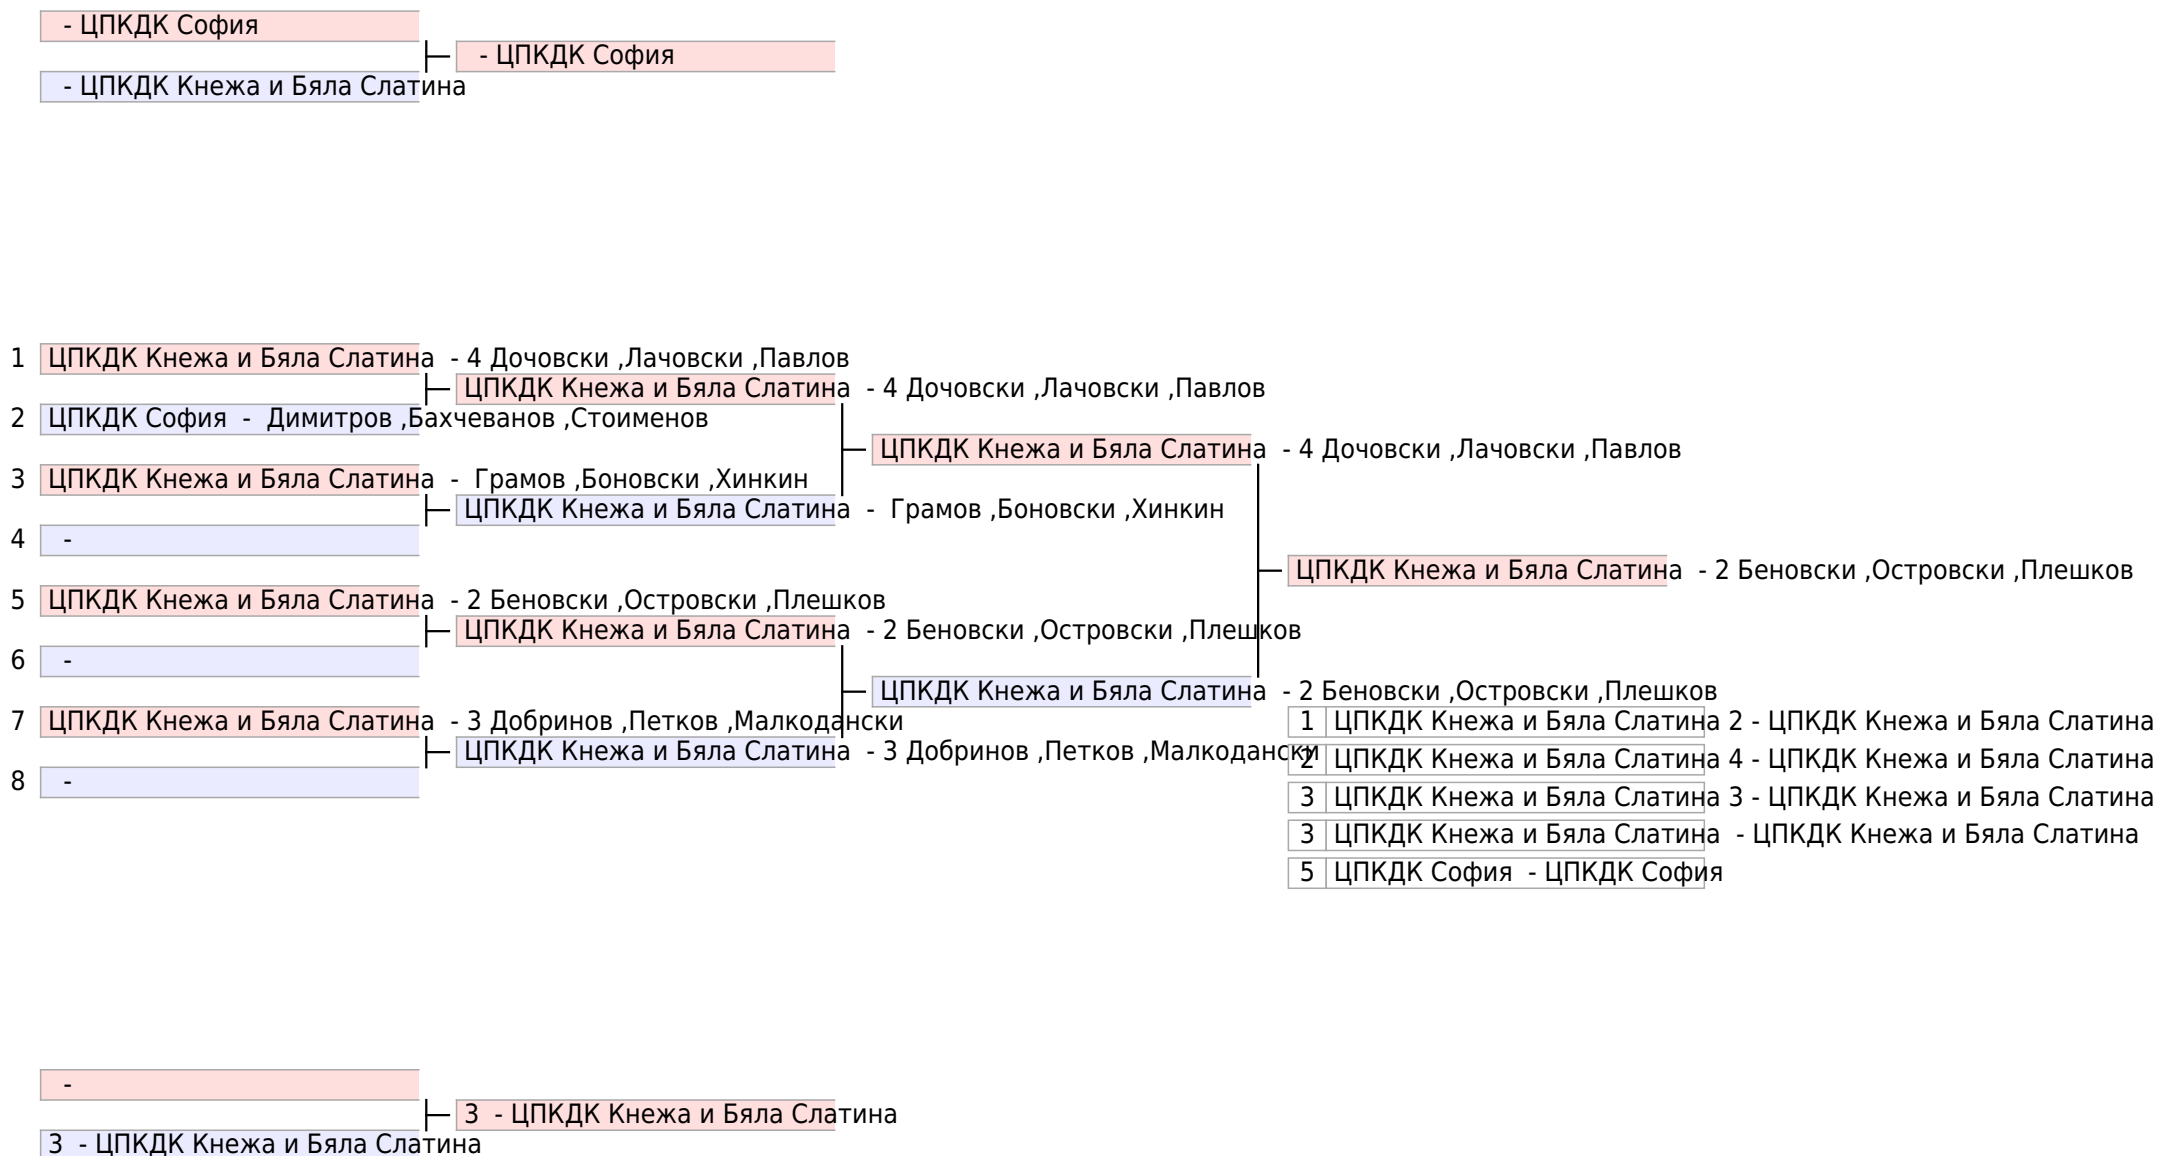 - ЦПКДК София
- ЦПКДК София
- ЦПКДК Кнежа и Бяла Слатина
1 ЦПКДК Кнежа и Бяла Слатина - 4 Дочовски ,Лачовски ,Павлов
ЦПКДК Кнежа и Бяла Слатина - 4 Дочовски ,Лачовски ,Павлов
2 ЦПКДК София - Димитров ,Бахчеванов ,Стоименов
ЦПКДК Кнежа и Бяла Слатина - 4 Дочовски ,Лачовски ,Павлов
3 ЦПКДК Кнежа и Бяла Слатина - Грамов ,Боновски ,Хинкин
ЦПКДК Кнежа и Бяла Слатина - Грамов ,Боновски ,Хинкин
4 -
ЦПКДК Кнежа и Бяла Слатина - 2 Беновски ,Островски ,Плешков
5 ЦПКДК Кнежа и Бяла Слатина - 2 Беновски ,Островски ,Плешков
ЦПКДК Кнежа и Бяла Слатина - 2 Беновски ,Островски ,Плешков
6 -
ЦПКДК Кнежа и Бяла Слатина - 2 Беновски ,Островски ,Плешков
7 ЦПКДК Кнежа и Бяла Слатина - 3 Добринов ,Петков ,Малкодански
ЦПКДК Кнежа и Бяла Слатина - 3 Добринов ,Петков ,Малкодански
8 -
1 ЦПКДК Кнежа и Бяла Слатина 2 - ЦПКДК Кнежа и Бяла Слатина
2 ЦПКДК Кнежа и Бяла Слатина 4 - ЦПКДК Кнежа и Бяла Слатина
3 ЦПКДК Кнежа и Бяла Слатина 3 - ЦПКДК Кнежа и Бяла Слатина
3 ЦПКДК Кнежа и Бяла Слатина - ЦПКДК Кнежа и Бяла Слатина
5 ЦПКДК София - ЦПКДК София
-
3 - ЦПКДК Кнежа и Бяла Слатина
3 - ЦПКДК Кнежа и Бяла Слатина